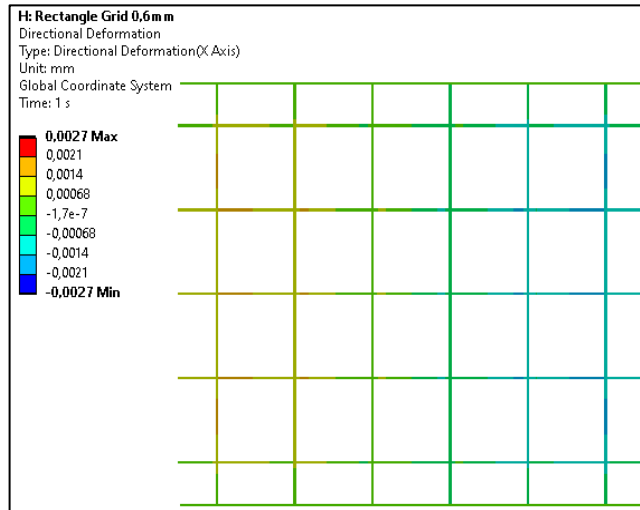 H: Rectangle Grid 0,6mm
Directional Deformation
Type: Directional Deformation(X Axis)
Unit: mm
Global Coordinate System
Time: 1 s
0,0027 Max
0,0021
0,0014
0,00068
-1,7e-7
-0,00068
-0,0014
-0,0021
-0,0027 Min